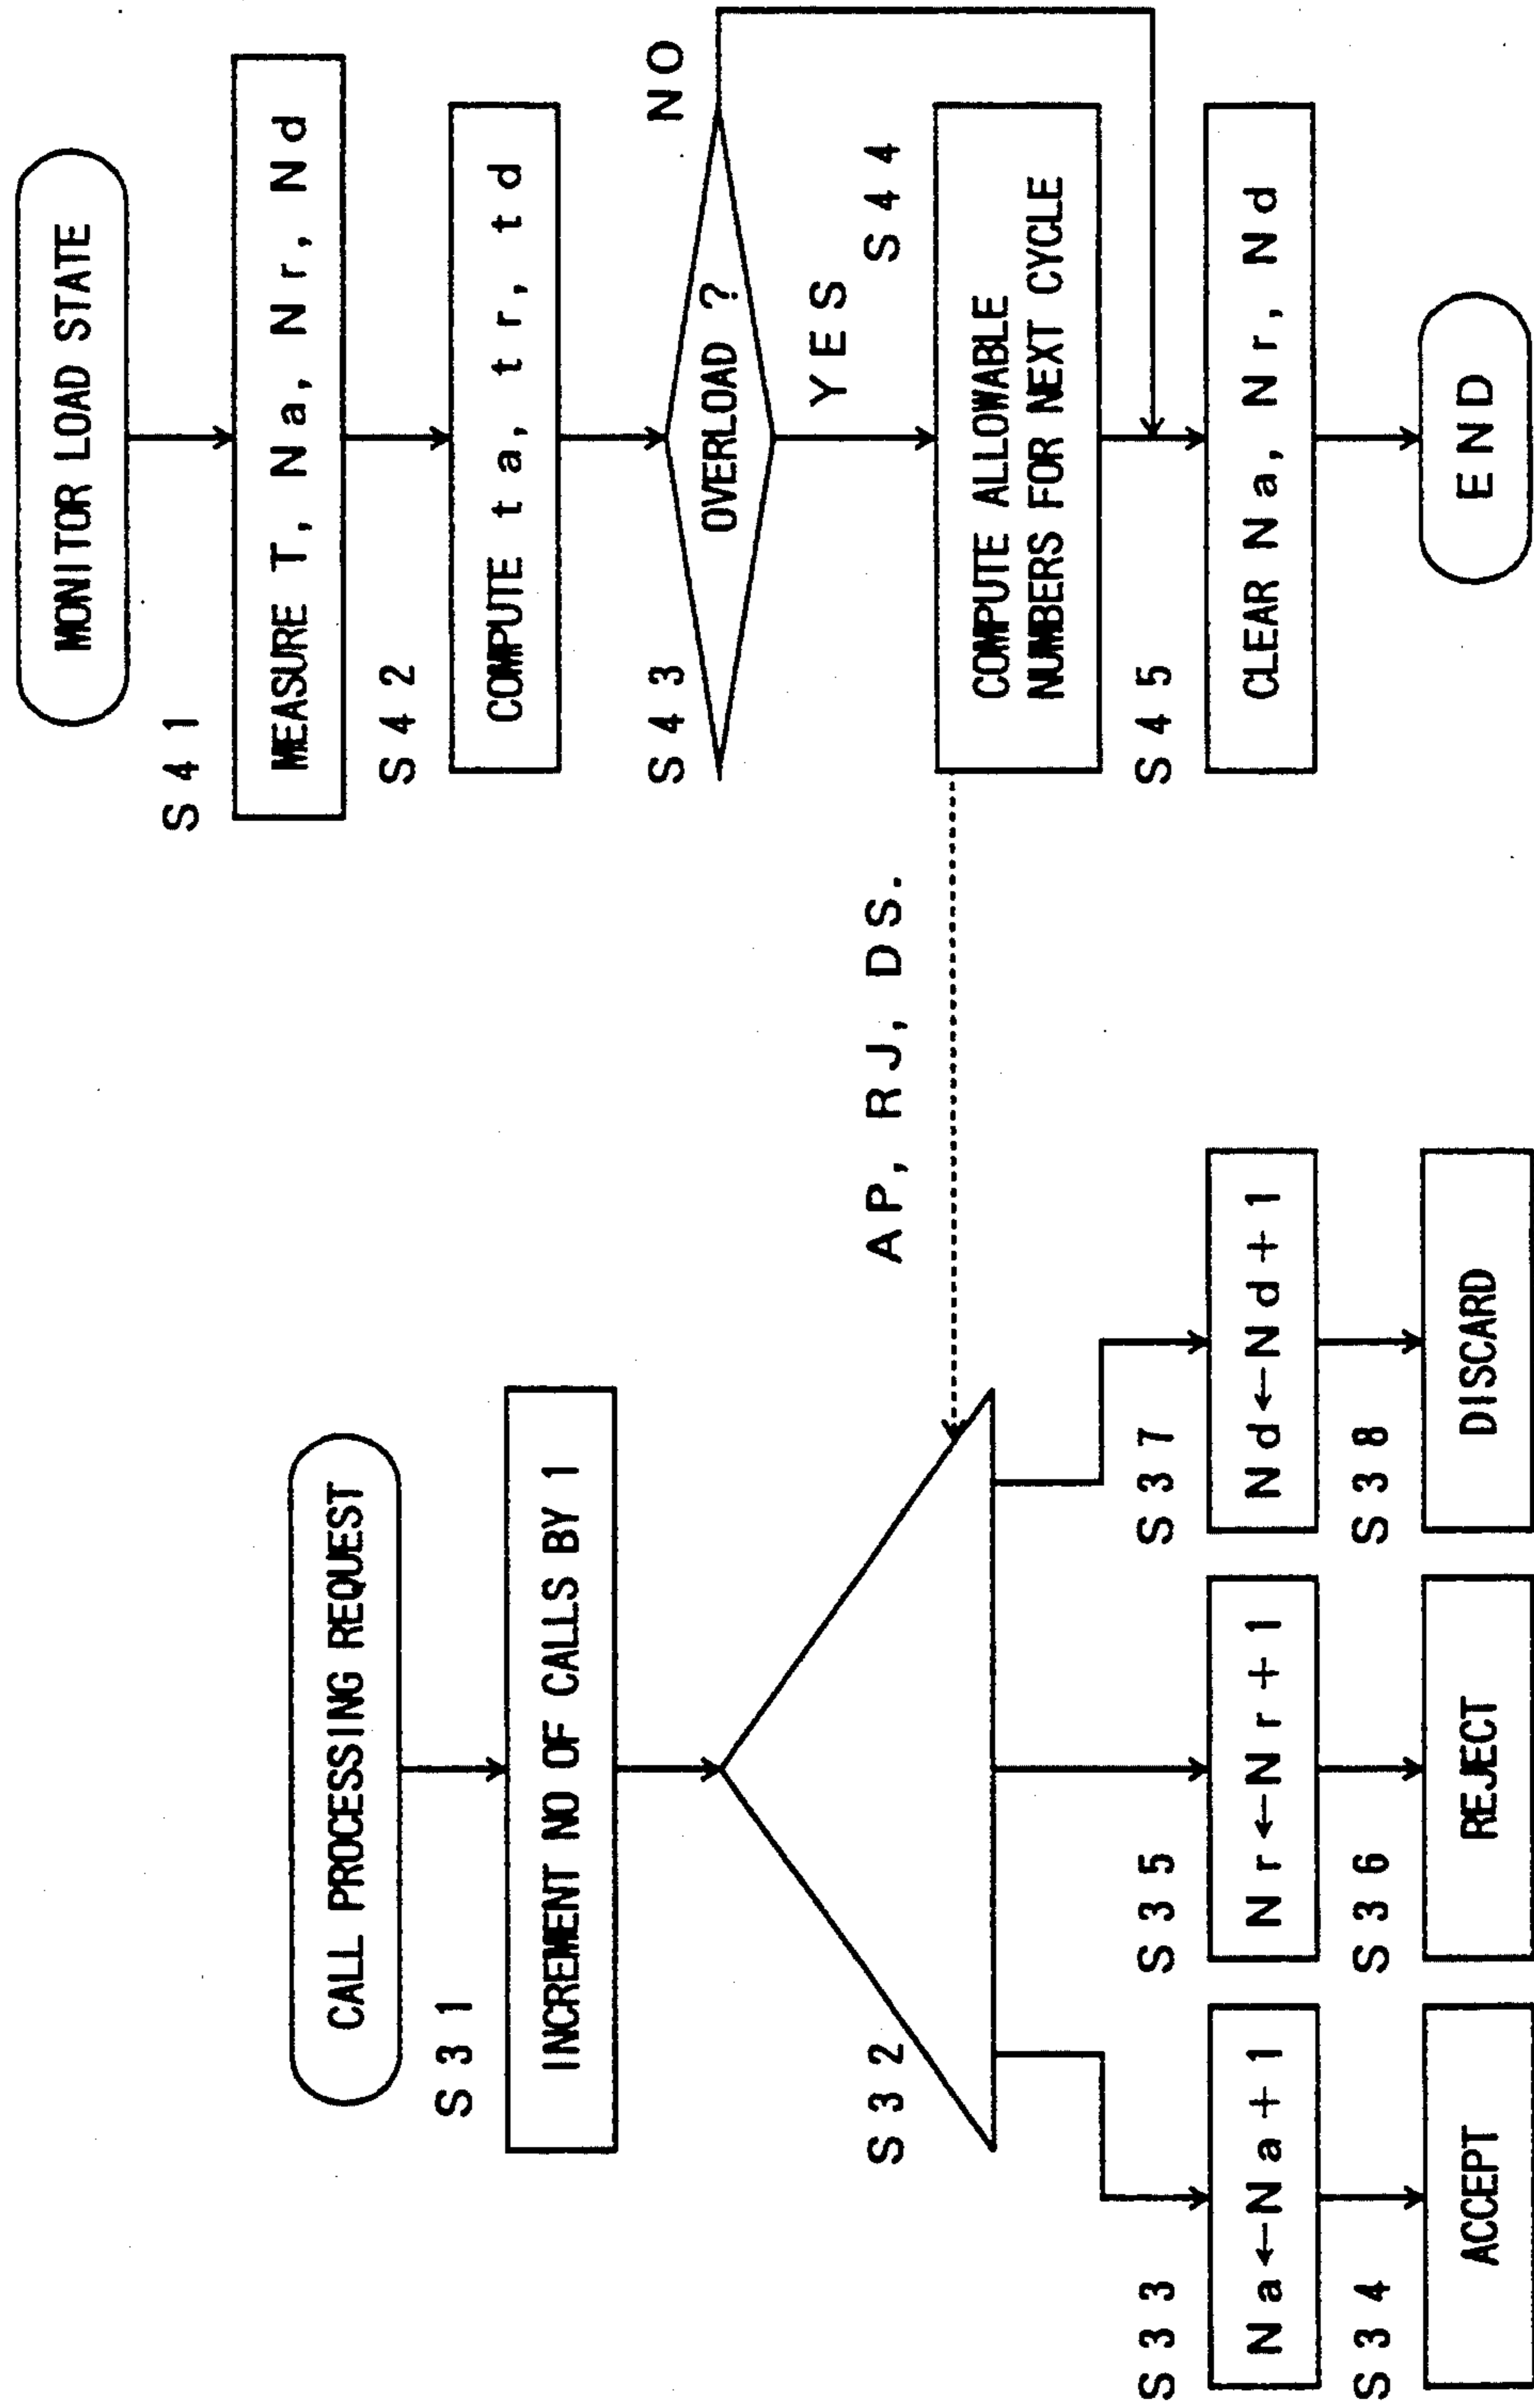 CALL PROCESSING REQUEST
S31
INCREMENT NO OF CALLS BY 1
S32
S33
Na←Na+1
S34
ACCEPT
S35
Nr←Nr+1
S36
REJECT
S37
Nd←Nd+1
S38
DISCARD
AP, RJ, DS.
MONITOR LOAD STATE
S41
MEASURE T, Na, Nr, Nd
S42
COMPUTE ta, tr, td
S43
OVERLOAD ?
NO
YES
S44
COMPUTE ALLOWABLE
NUMBERS FOR NEXT CYCLE
S45
CLEAR Na, Nr, Nd
END